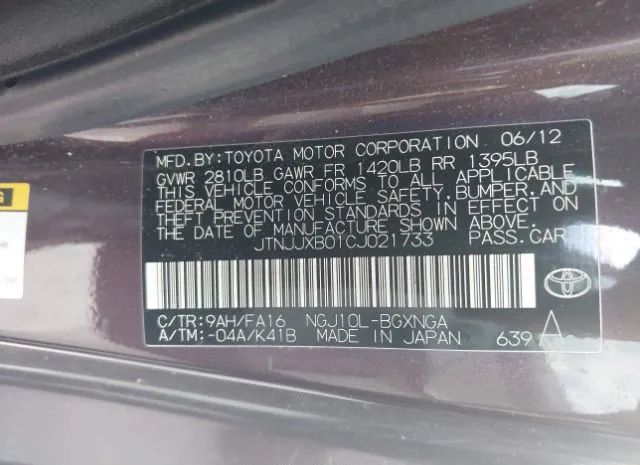 MFD.BY:TOYOTA MOTOR CORPORATION 06/12
GVWR 2810LB GAWR FR 1420LB RR 1395LB
THIS VEHICLE CONFORMS TO ALL APPLICABLE
FEDERAL MOTOR VEHICLE SAFETY,BUMPER,AND
THEFT PREVENTION STANDARDS IN EFFECT ON
THE DATE OF MANUFACTURE SHOWN ABOVE.
JTNJJXB01CJ021733 PASS.CAR
C/TR:9AH/FA16 NGJ10L-BGXNGA
A/TM:-04A/K41B MADE IN JAPAN 639 A
TOYOTA